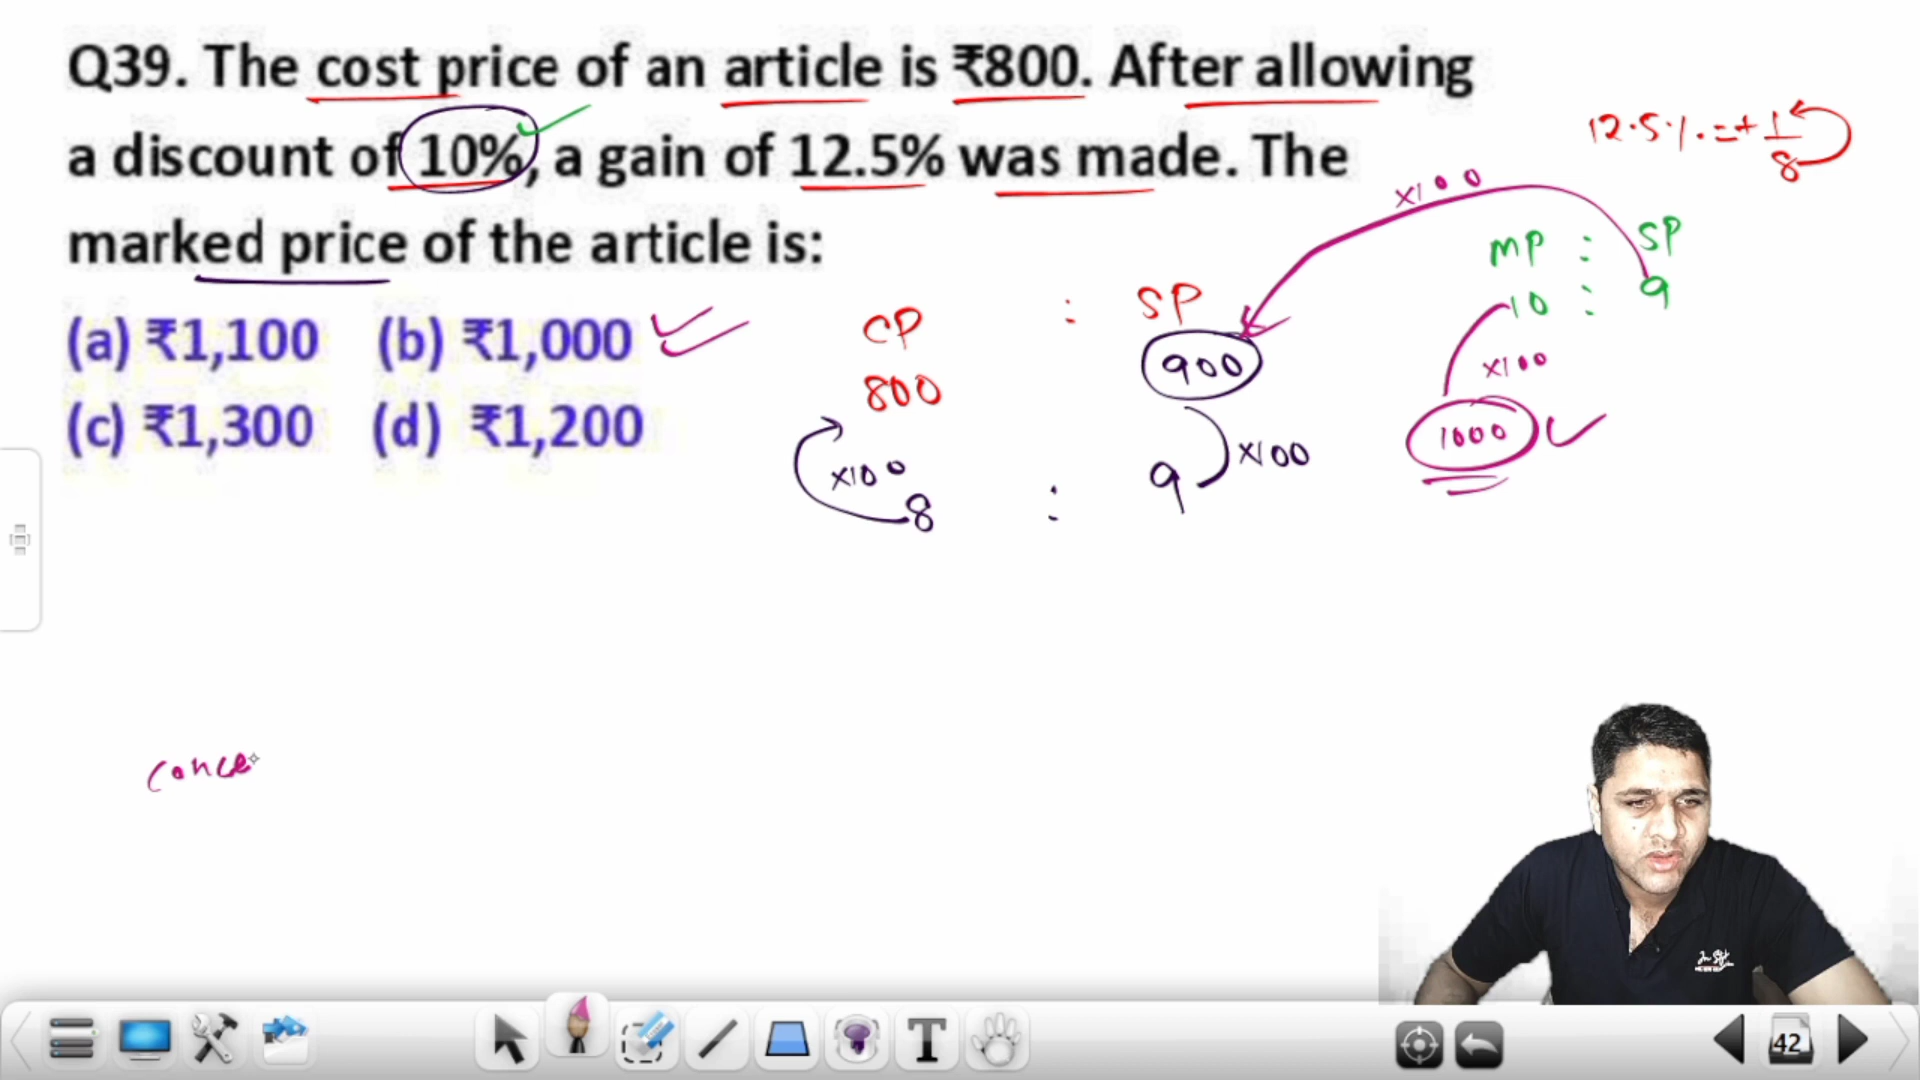 Q39. The cost price of an article is ₹800. After allowing
a discount of 10%, a gain of 12.5% was made. The
marked price of the article is:
(a) ₹1,100 (b) ₹1,000
(c) ₹1,300 (d) ₹1,200
12.5% = + 1/8
×100
MP : SP
10 : 9
×100
1000
CP : SP
800 900
×100 ×100
8 : 9
conce
T
42